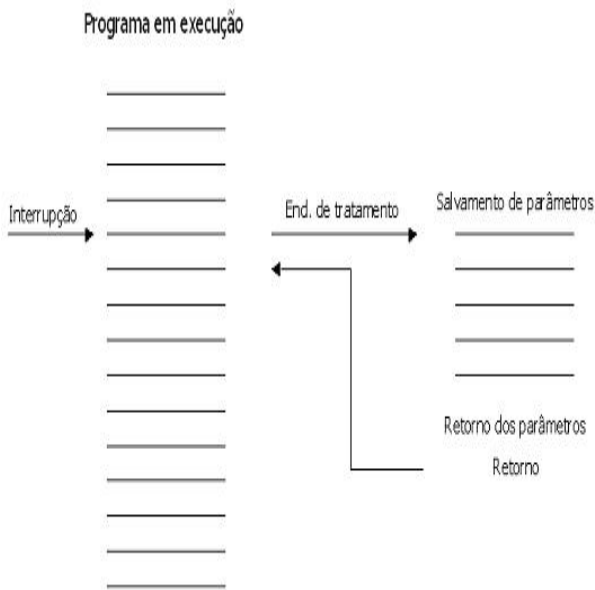 Programa em execução
Interrupção
End. de tratamento
Salvamento de parâmetros
Retorno dos parâmetros
Retorno